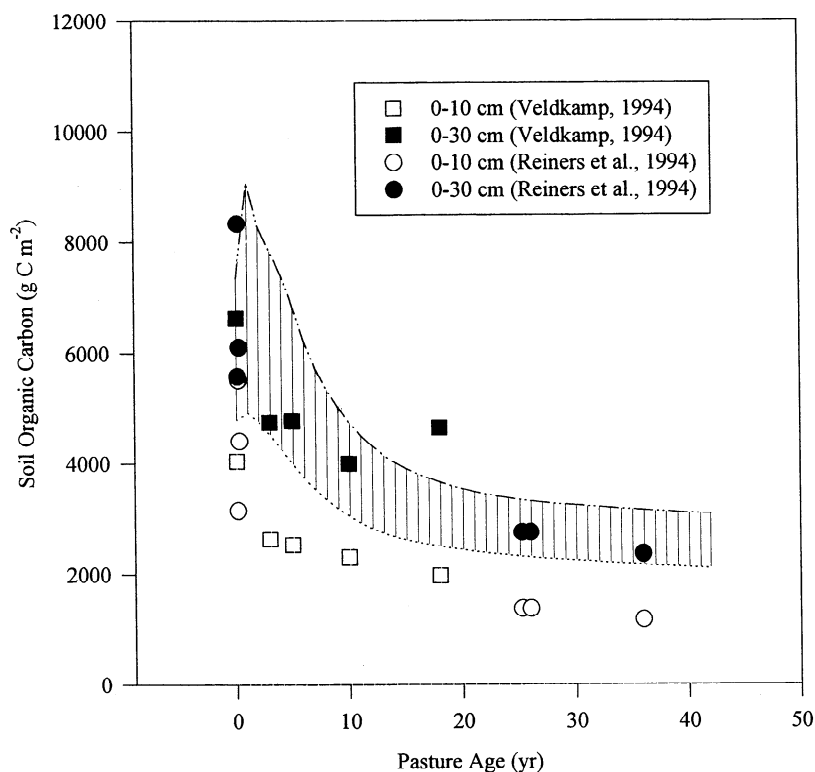 12000
10000
8000
6000
4000
2000
0
Soil Organic Carbon (g C m-2)
0-10 cm (Veldkamp, 1994)
0-30 cm (Veldkamp, 1994)
0-10 cm (Reiners et al., 1994)
0-30 cm (Reiners et al., 1994)
0 10 20 30 40 50
Pasture Age (yr)